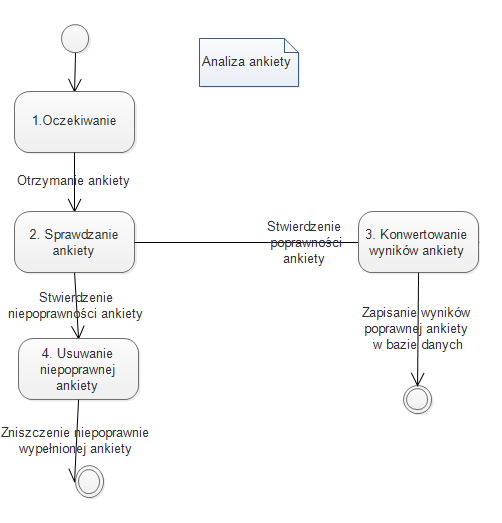 Analiza ankiety
1.Oczekiwanie
Otrzymanie ankiety
2. Sprawdzanie
ankiety
Stwierdzenie
poprawności
ankiety
3. Konwertowanie
wyników ankiety
Stwierdzenie
niepoprawności ankiety
Zapisanie wyników
poprawnej ankiety
w bazie danych
4. Usuwanie
niepoprawnej
ankiety
Zniszczenie niepoprawnie
wypełnionej ankiety